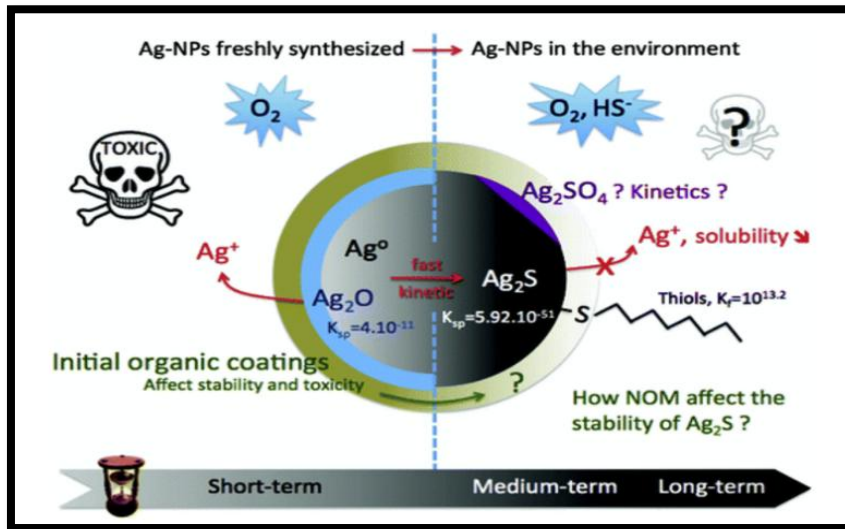 Ag-NPs freshly synthesized → Ag-NPs in the environment
O₂
O₂, HS⁻
TOXIC
?
Ag₂SO₄ ? Kinetics ?
Ag⁺
Ag⁺, solubility ↘
Ag⁰
fast
kinetic
Ag₂S
Ag₂O
Kₛₚ=4.10⁻¹¹
Kₛₚ=5.92.10⁻⁵¹
S
Thiols, K_f=10¹³·²
Initial organic coatings
Affect stability and toxicity
?
How NOM affect the
stability of Ag₂S ?
Short-term
Medium-term
Long-term